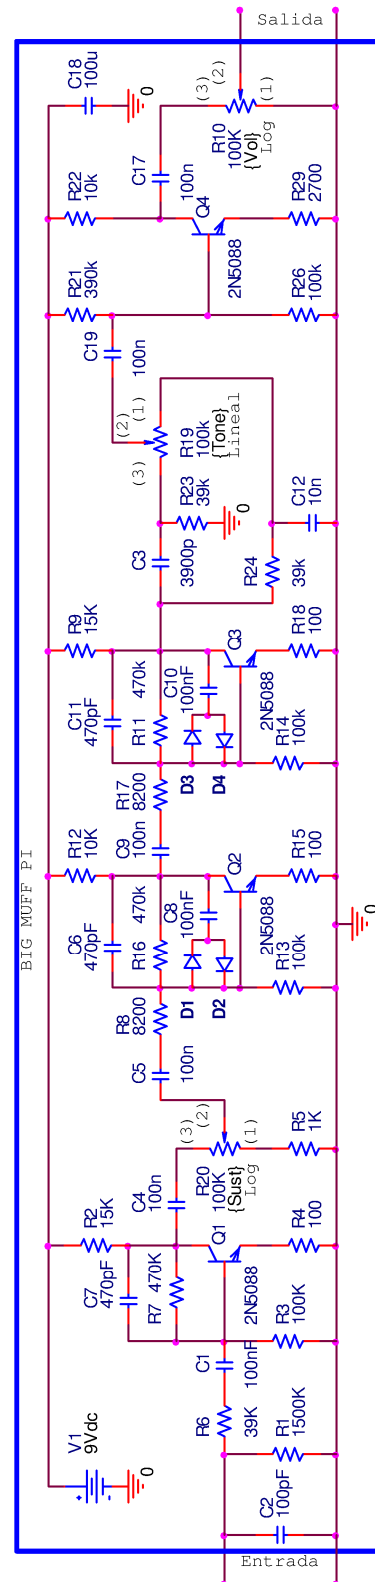 Salida
C18
100u
0
(3)
(2)
(1)
R10
100K
{Vol}
Log
C17
100n
R22
10k
Q4
2N5088
R29
2700
R21
390k
R26
100k
C19
100n
(2)
(1)
(3)
R19
100k
{Tone}
Lineal
R23
39k
0
C3
3900p
C12
10n
R24
39k
R9
15K
C11
470pF
470k
R11
C10
100nF
Q3
2N5088
R18
100
R14
100k
D3
D4
R17
8200
C9
100n
BIG MUFF PI
R12
10K
C6
470pF
470k
R16
C8
100nF
Q2
2N5088
R15
100
R13
100k
D1
D2
0
R8
8200
C5
100n
(3)
(2)
(1)
R20
100K
{Sust}
Log
R5
1K
C4
100n
R2
15K
C7
470pF
R7
470K
Q1
2N5088
R4
100
R3
100K
C1
100nF
R6
39K
R1
1500K
V1
9Vdc
0
C2
100pF
Entrada